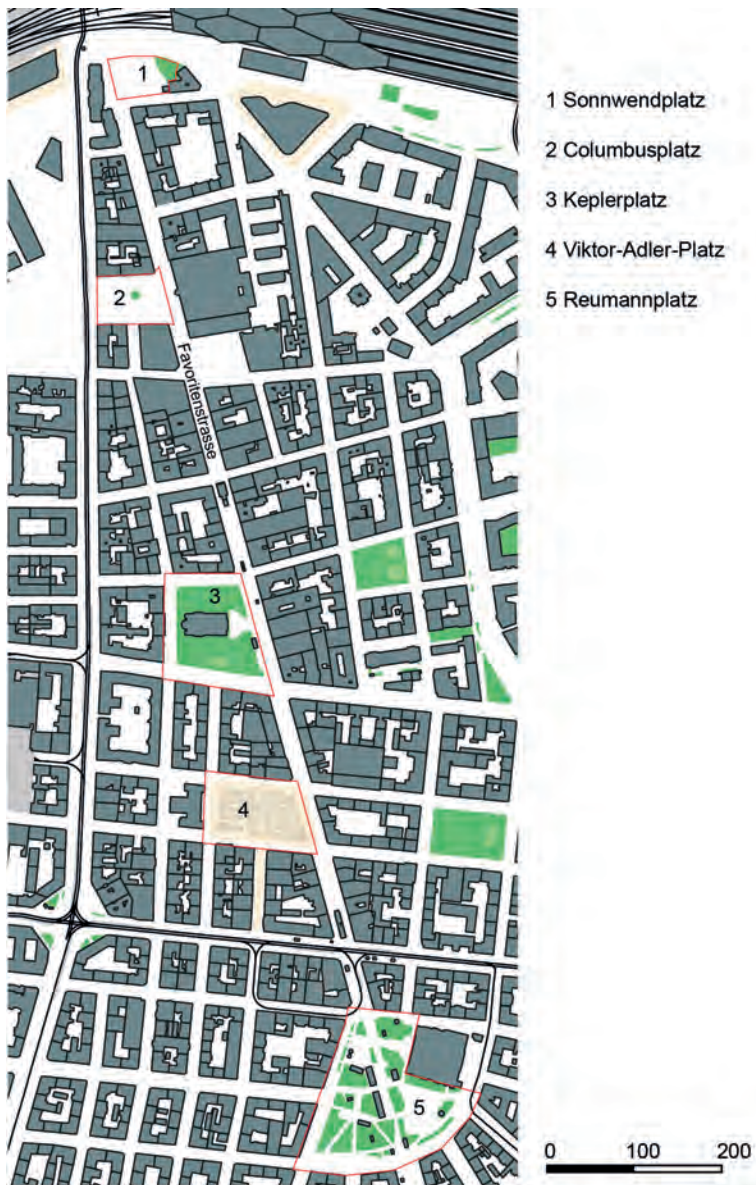 1
2
Favoritenstrasse
3
4
5
1 Sonnwendplatz
2 Columbusplatz
3 Keplerplatz
4 Viktor-Adler-Platz
5 Reumannplatz
0 100 200